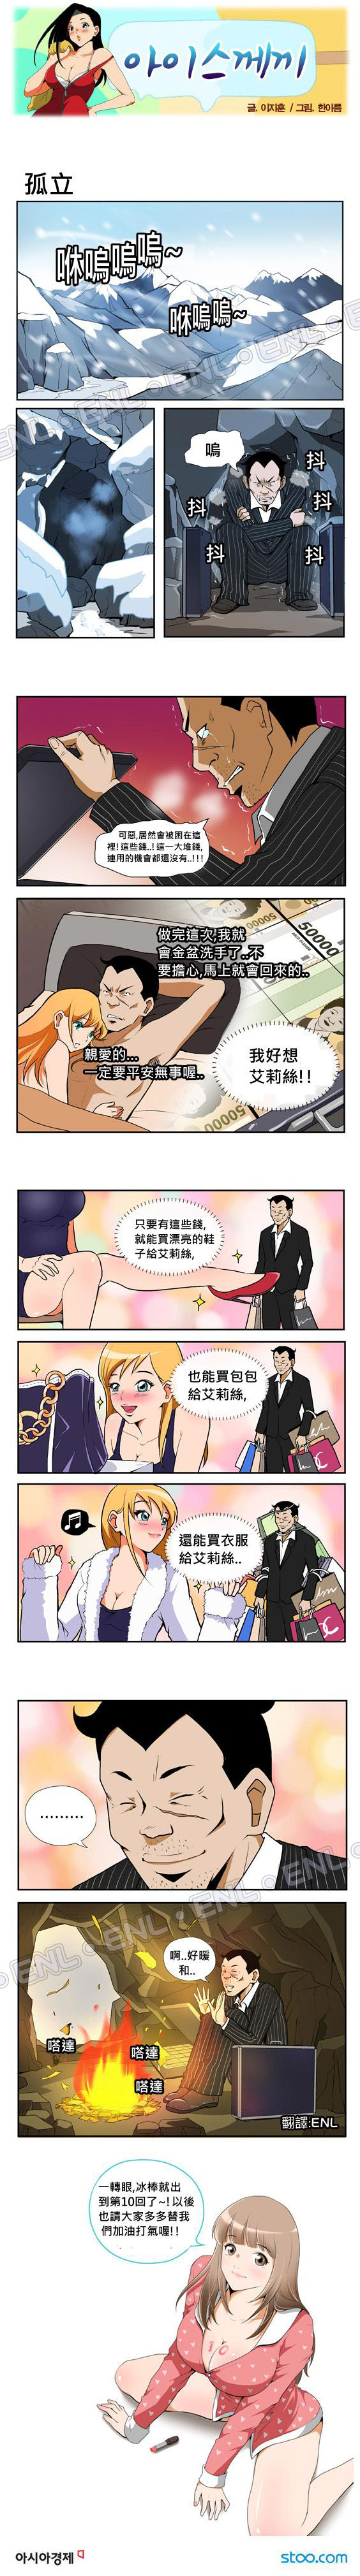 아이스께끼
글. 이지훈 / 그림. 한아름
孤立
咻嗚嗚嗚~
咻嗚嗚~
嗚
抖
抖
抖
抖
抖
可惡,居然會被困在這
裡! 這些錢..! 這一大堆錢,
連用的機會都還沒有..!!!
做完這次,我就
會金盆洗手了..不
要擔心,馬上就會回來的..
50000
50000
親愛的...
一定要平安無事喔..
我好想
艾莉絲!!
只要有這些錢,
就能買漂亮的鞋
子給艾莉絲,
也能買包包
給艾莉絲,
還能買衣服
給艾莉絲..
.........
啊..好暖
和..
嗒達
嗒達
嗒達
翻譯:ENL
一轉眼,冰棒就出
到第10回了~! 以後
也請大家多多替我
們加油打氣喔!!
10
아시아경제
stoo.com
ENL